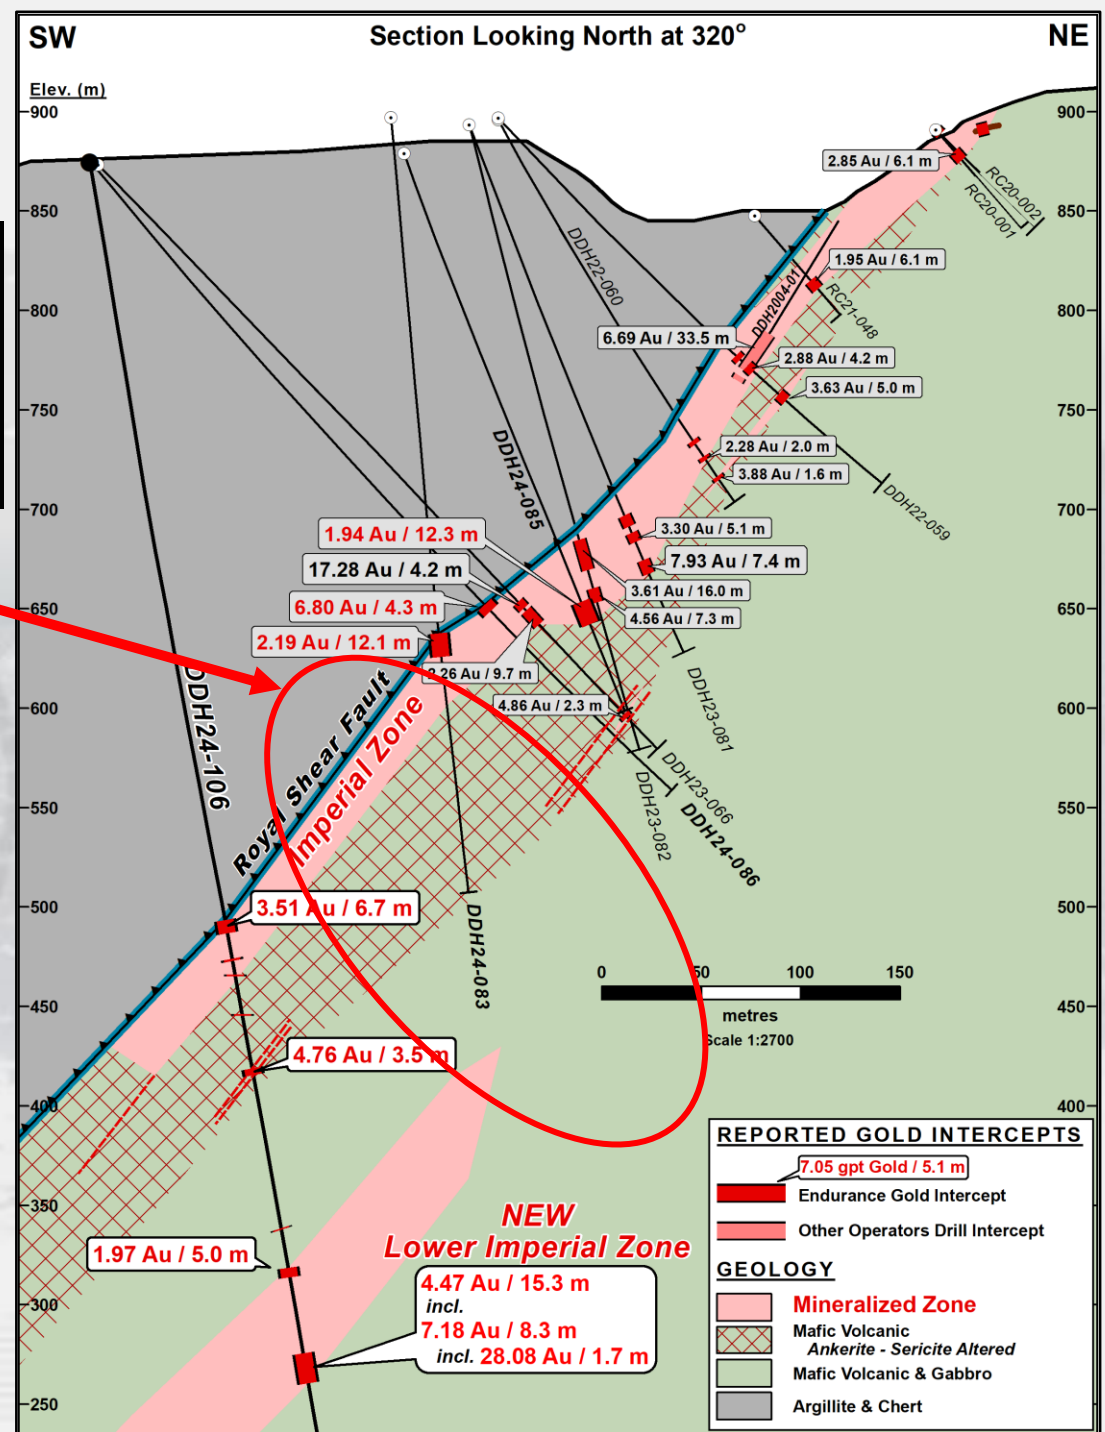 SW
Section Looking North at 320°
NE
Elev. (m)
900
900
850
850
800
800
750
750
700
700
650
650
600
600
550
550
500
500
450
450
400
400
350
300
250
2.85 Au / 6.1 m
RC20-002
RC20-001
1.95 Au / 6.1 m
RC21-048
DDH2004-01
DDH22-060
6.69 Au / 33.5 m
2.88 Au / 4.2 m
3.63 Au / 5.0 m
2.28 Au / 2.0 m
3.88 Au / 1.6 m
DDH22-059
DDH24-085
1.94 Au / 12.3 m
3.30 Au / 5.1 m
17.28 Au / 4.2 m
7.93 Au / 7.4 m
6.80 Au / 4.3 m
3.61 Au / 16.0 m
4.56 Au / 7.3 m
2.19 Au / 12.1 m
2.26 Au / 9.7 m
4.86 Au / 2.3 m
DDH23-081
DDH23-066
DDH23-082
DDH24-086
DDH24-106
Royal Shear Fault
Imperial Zone
3.51 Au / 6.7 m
DDH24-083
0 50 100 150
metres
Scale 1:2700
4.76 Au / 3.5 m
NEW
Lower Imperial Zone
1.97 Au / 5.0 m
4.47 Au / 15.3 m
incl.
7.18 Au / 8.3 m
incl. 28.08 Au / 1.7 m
REPORTED GOLD INTERCEPTS
7.05 gpt Gold / 5.1 m
Endurance Gold Intercept
Other Operators Drill Intercept
GEOLOGY
Mineralized Zone
Mafic Volcanic
Ankerite - Sericite Altered
Mafic Volcanic & Gabbro
Argillite & Chert